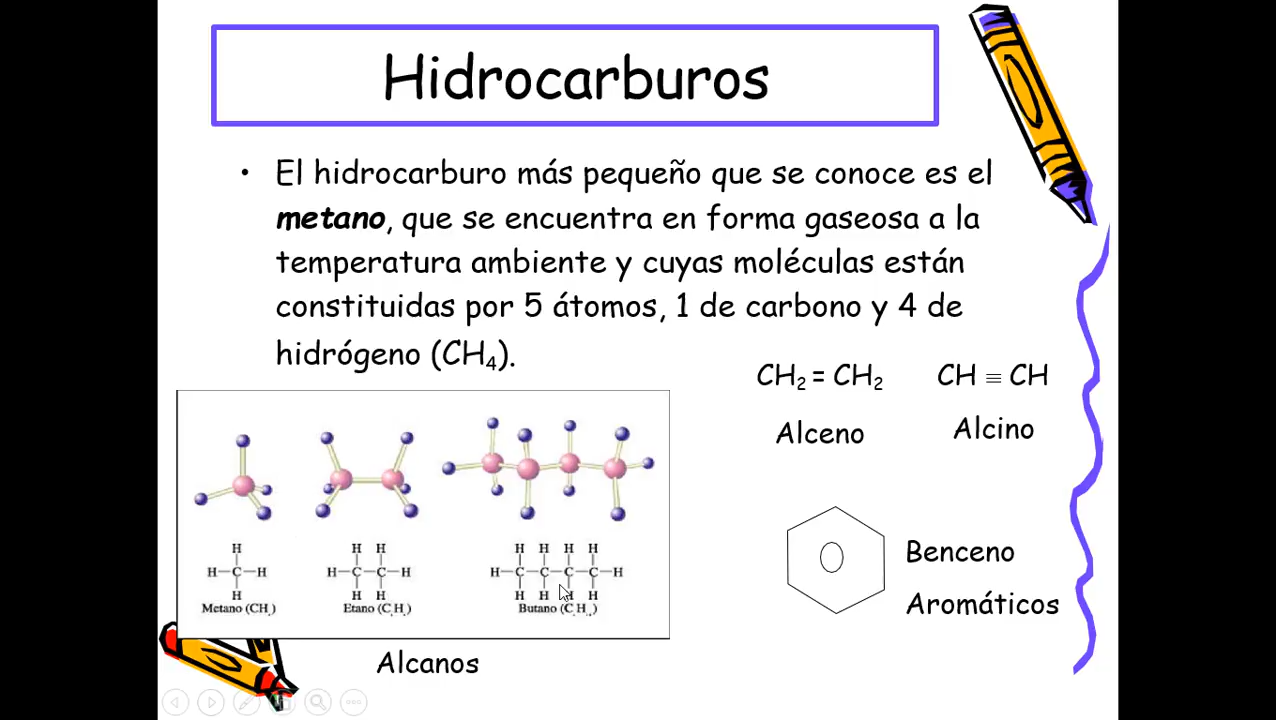 Hidrocarburos
• El hidrocarburo más pequeño que se conoce es el
metano, que se encuentra en forma gaseosa a la
temperatura ambiente y cuyas moléculas están
constituidas por 5 átomos, 1 de carbono y 4 de
hidrógeno (CH₄).
CH₂ = CH₂
CH ≡ CH
Alceno
Alcino
H
H—C—H
H
Metano (CH₄)
H H
H—C—C—H
H H
Etano (C₂H₆)
H H H H
H—C—C—C—C—H
H H H H
Butano
Benceno
Aromáticos
Alcanos